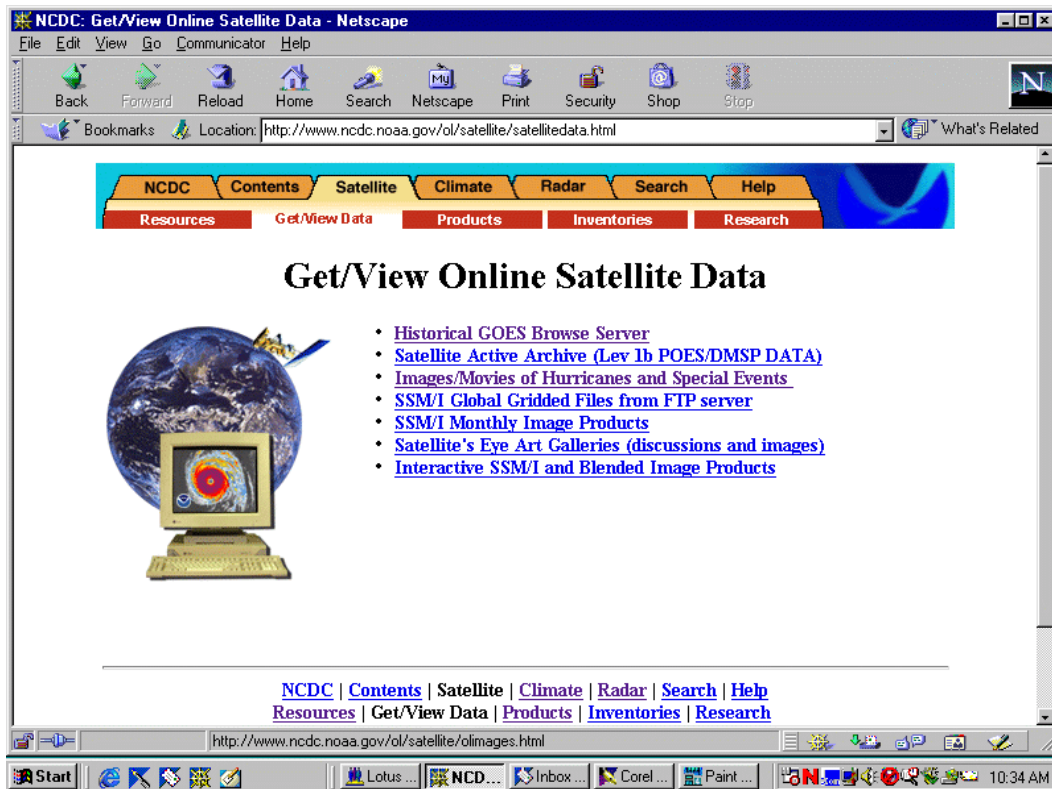 NCDC: Get/View Online Satellite Data - Netscape
File Edit View Go Communicator Help
Back Forward Reload Home Search Netscape Print Security Shop Stop
Bookmarks Location: http://www.ncdc.noaa.gov/ol/satellite/satellitedata.html What's Related
NCDC Contents Satellite Climate Radar Search Help
Resources Get/View Data Products Inventories Research
Get/View Online Satellite Data
• Historical GOES Browse Server
• Satellite Active Archive (Lev 1b POES/DMSP DATA)
• Images/Movies of Hurricanes and Special Events
• SSM/I Global Gridded Files from FTP server
• SSM/I Monthly Image Products
• Satellite's Eye Art Galleries (discussions and images)
• Interactive SSM/I and Blended Image Products
NCDC | Contents | Satellite | Climate | Radar | Search | Help
Resources | Get/View Data | Products | Inventories | Research
http://www.ncdc.noaa.gov/ol/satellite/olimages.html
Start Lotus ... NCD... Inbox ... Corel ... Paint ... 10:34 AM